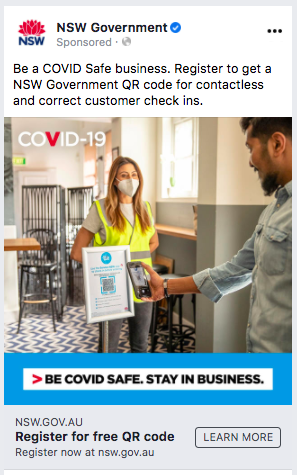 NSW
NSW Government
Sponsored ·
Be a COVID Safe business. Register to get a
NSW Government QR code for contactless
and correct customer check ins.
COVID-19
>BE COVID SAFE. STAY IN BUSINESS.
NSW.GOV.AU
Register for free QR code
Register now at nsw.gov.au
LEARN MORE